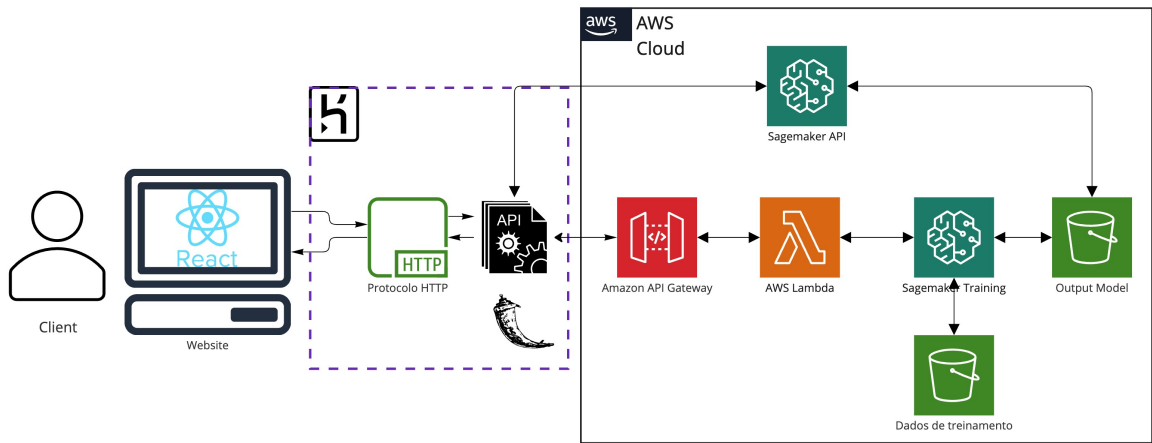 aws
AWS
Cloud
Sagemaker API
React
API
HTTP
Client
Website
Protocolo HTTP
Amazon API Gateway
AWS Lambda
Sagemaker Training
Output Model
Dados de treinamento